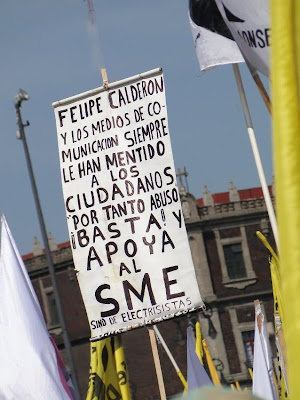 FELIPE CALDERON
Y LOS MEDIOS DE CO-
MUNICACION SIEMPRE
LE HAN MENTIDO
A LOS
CIUDADANOS
"POR TANTO ABUSO
¡BASTA! Y
APOYA
AL
SME
SIND DE ELECTRISISTAS